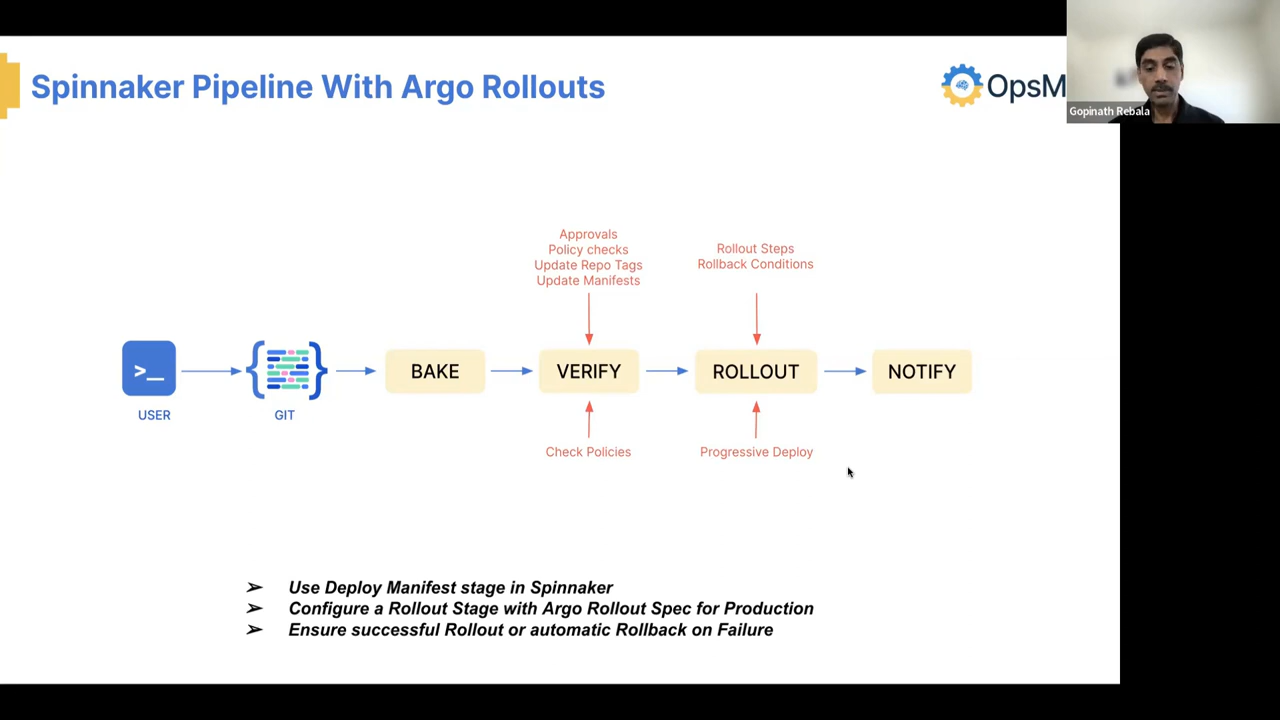 Spinnaker Pipeline With Argo Rollouts
OpsM
Gopinath Rebala
Approvals
Policy checks
Update Repo Tags
Update Manifests
Rollout Steps
Rollback Conditions
>_
BAKE
VERIFY
ROLLOUT
NOTIFY
USER
GIT
Check Policies
Progressive Deploy
➢ Use Deploy Manifest stage in Spinnaker
➢ Configure a Rollout Stage with Argo Rollout Spec for Production
➢ Ensure successful Rollout or automatic Rollback on Failure